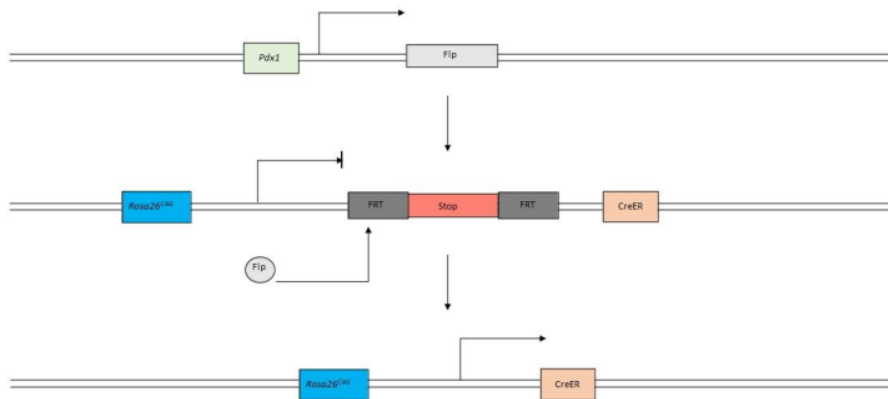 Pdx1
Flp
Rosa26CAG
FRT
Stop
FRT
CreER
Flp
Rosa26CAG
CreER